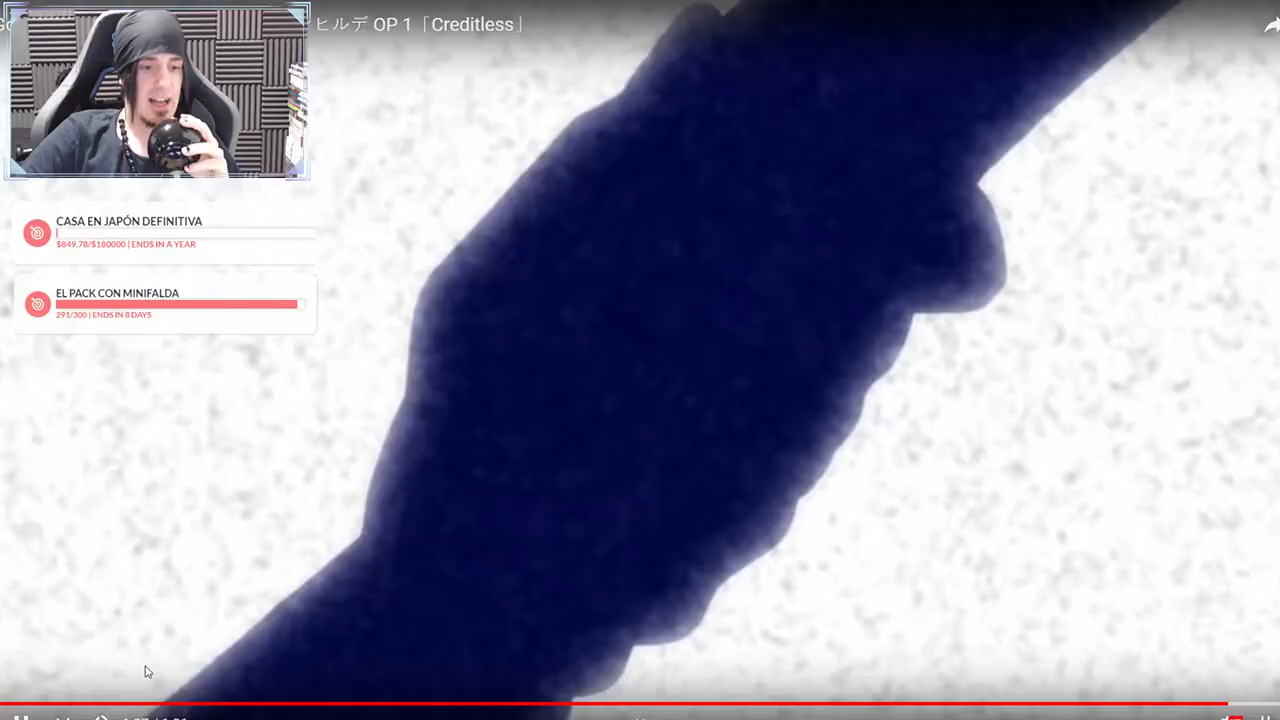 ヒルデ OP 1「Creditless」
CASA EN JAPÓN DEFINITIVA
$849.78/$180000 | ENDS IN A YEAR
EL PACK CON MINIFALDA
291/300 | ENDS IN 8 DAYS